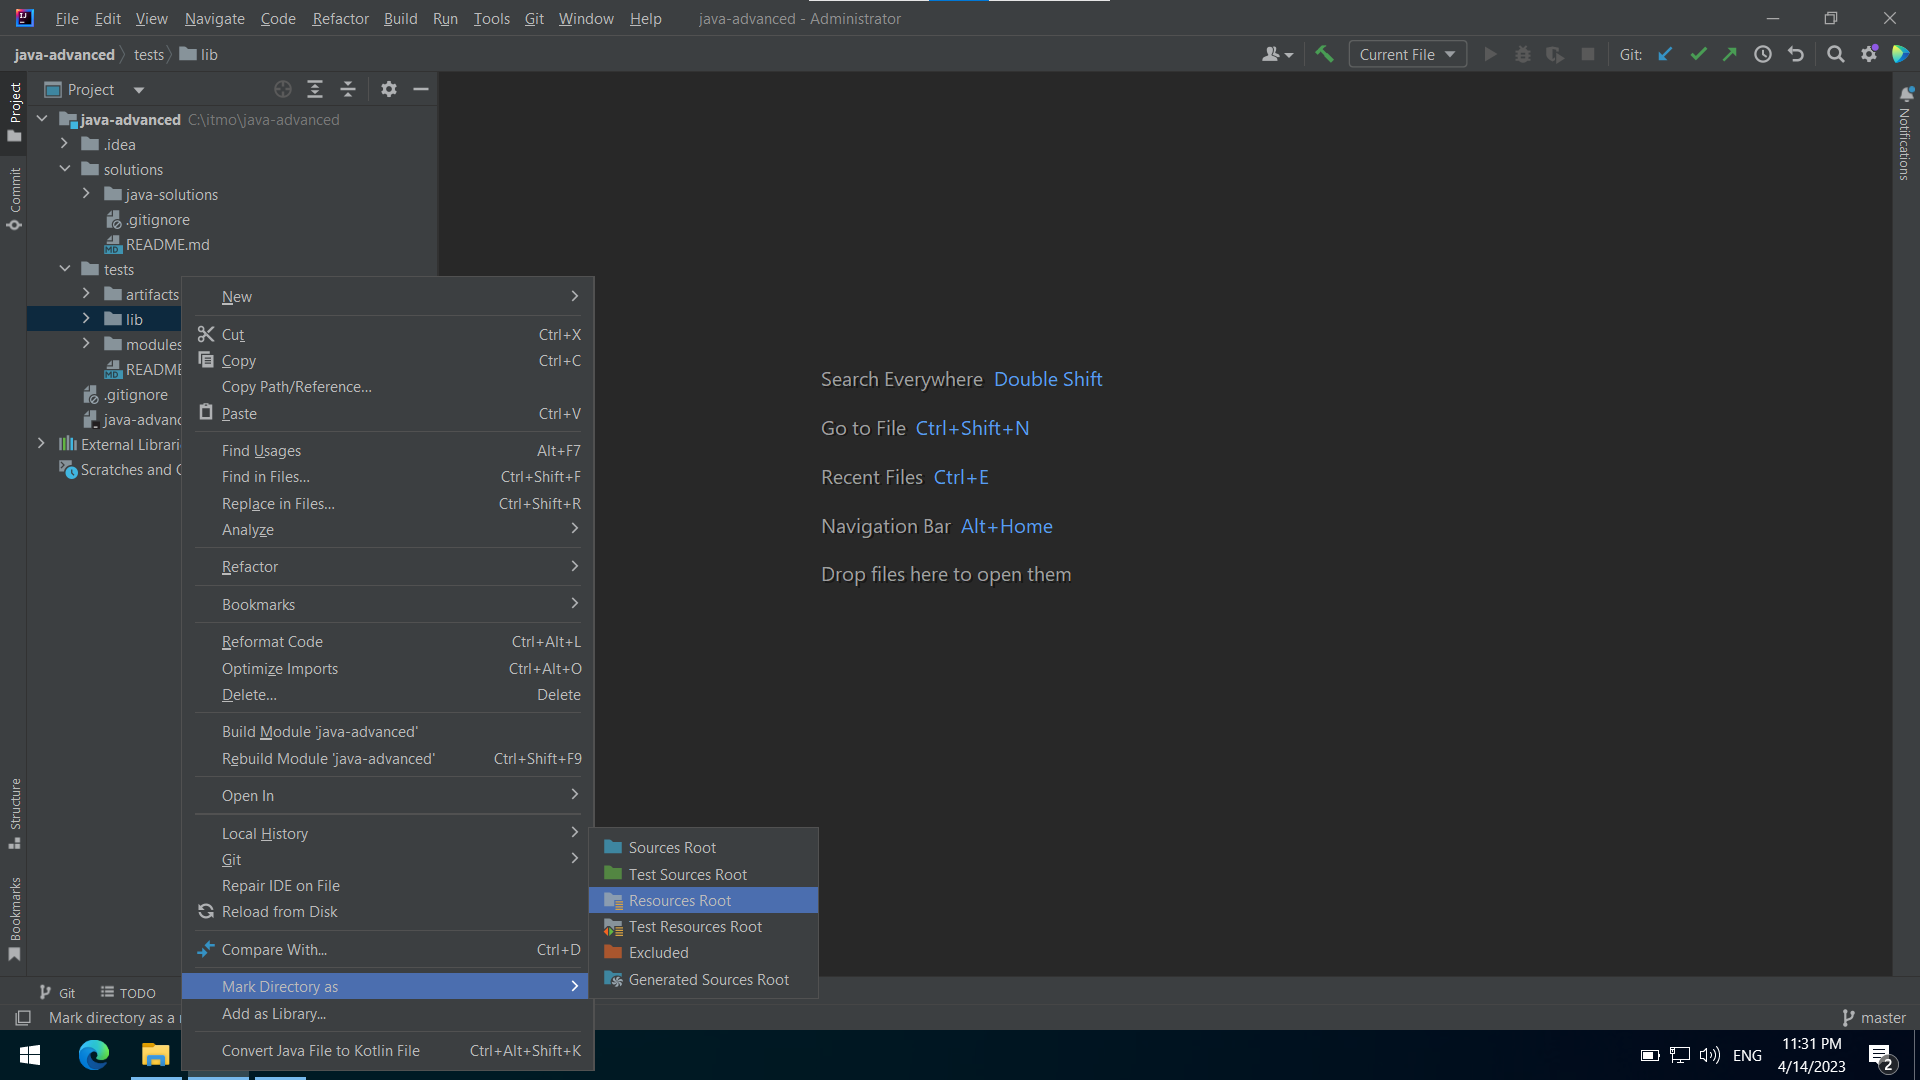 File Edit View Navigate Code Refactor Build Run Tools Git Window Help java-advanced - Administrator
java-advanced tests lib Current File Git:
Project
java-advanced C:\itmo\java-advanced
.idea
solutions
java-solutions
.gitignore
README.md
tests
artifacts
lib
modules
README
.gitignore
java-advanc
External Librari
Scratches and C
Project
Commit
Structure
Bookmarks
Notifications
New
Cut Ctrl+X
Copy Ctrl+C
Copy Path/Reference...
Paste Ctrl+V
Find Usages Alt+F7
Find in Files... Ctrl+Shift+F
Replace in Files... Ctrl+Shift+R
Analyze
Refactor
Bookmarks
Reformat Code Ctrl+Alt+L
Optimize Imports Ctrl+Alt+O
Delete... Delete
Build Module 'java-advanced'
Rebuild Module 'java-advanced' Ctrl+Shift+F9
Open In
Local History
Git
Repair IDE on File
Reload from Disk
Compare With... Ctrl+D
Mark Directory as
Add as Library...
Convert Java File to Kotlin File Ctrl+Alt+Shift+K
Sources Root
Test Sources Root
Resources Root
Test Resources Root
Excluded
Generated Sources Root
Search Everywhere Double Shift
Go to File Ctrl+Shift+N
Recent Files Ctrl+E
Navigation Bar Alt+Home
Drop files here to open them
Git TODO
Mark directory as a master
ENG 11:31 PM
4/14/2023 2